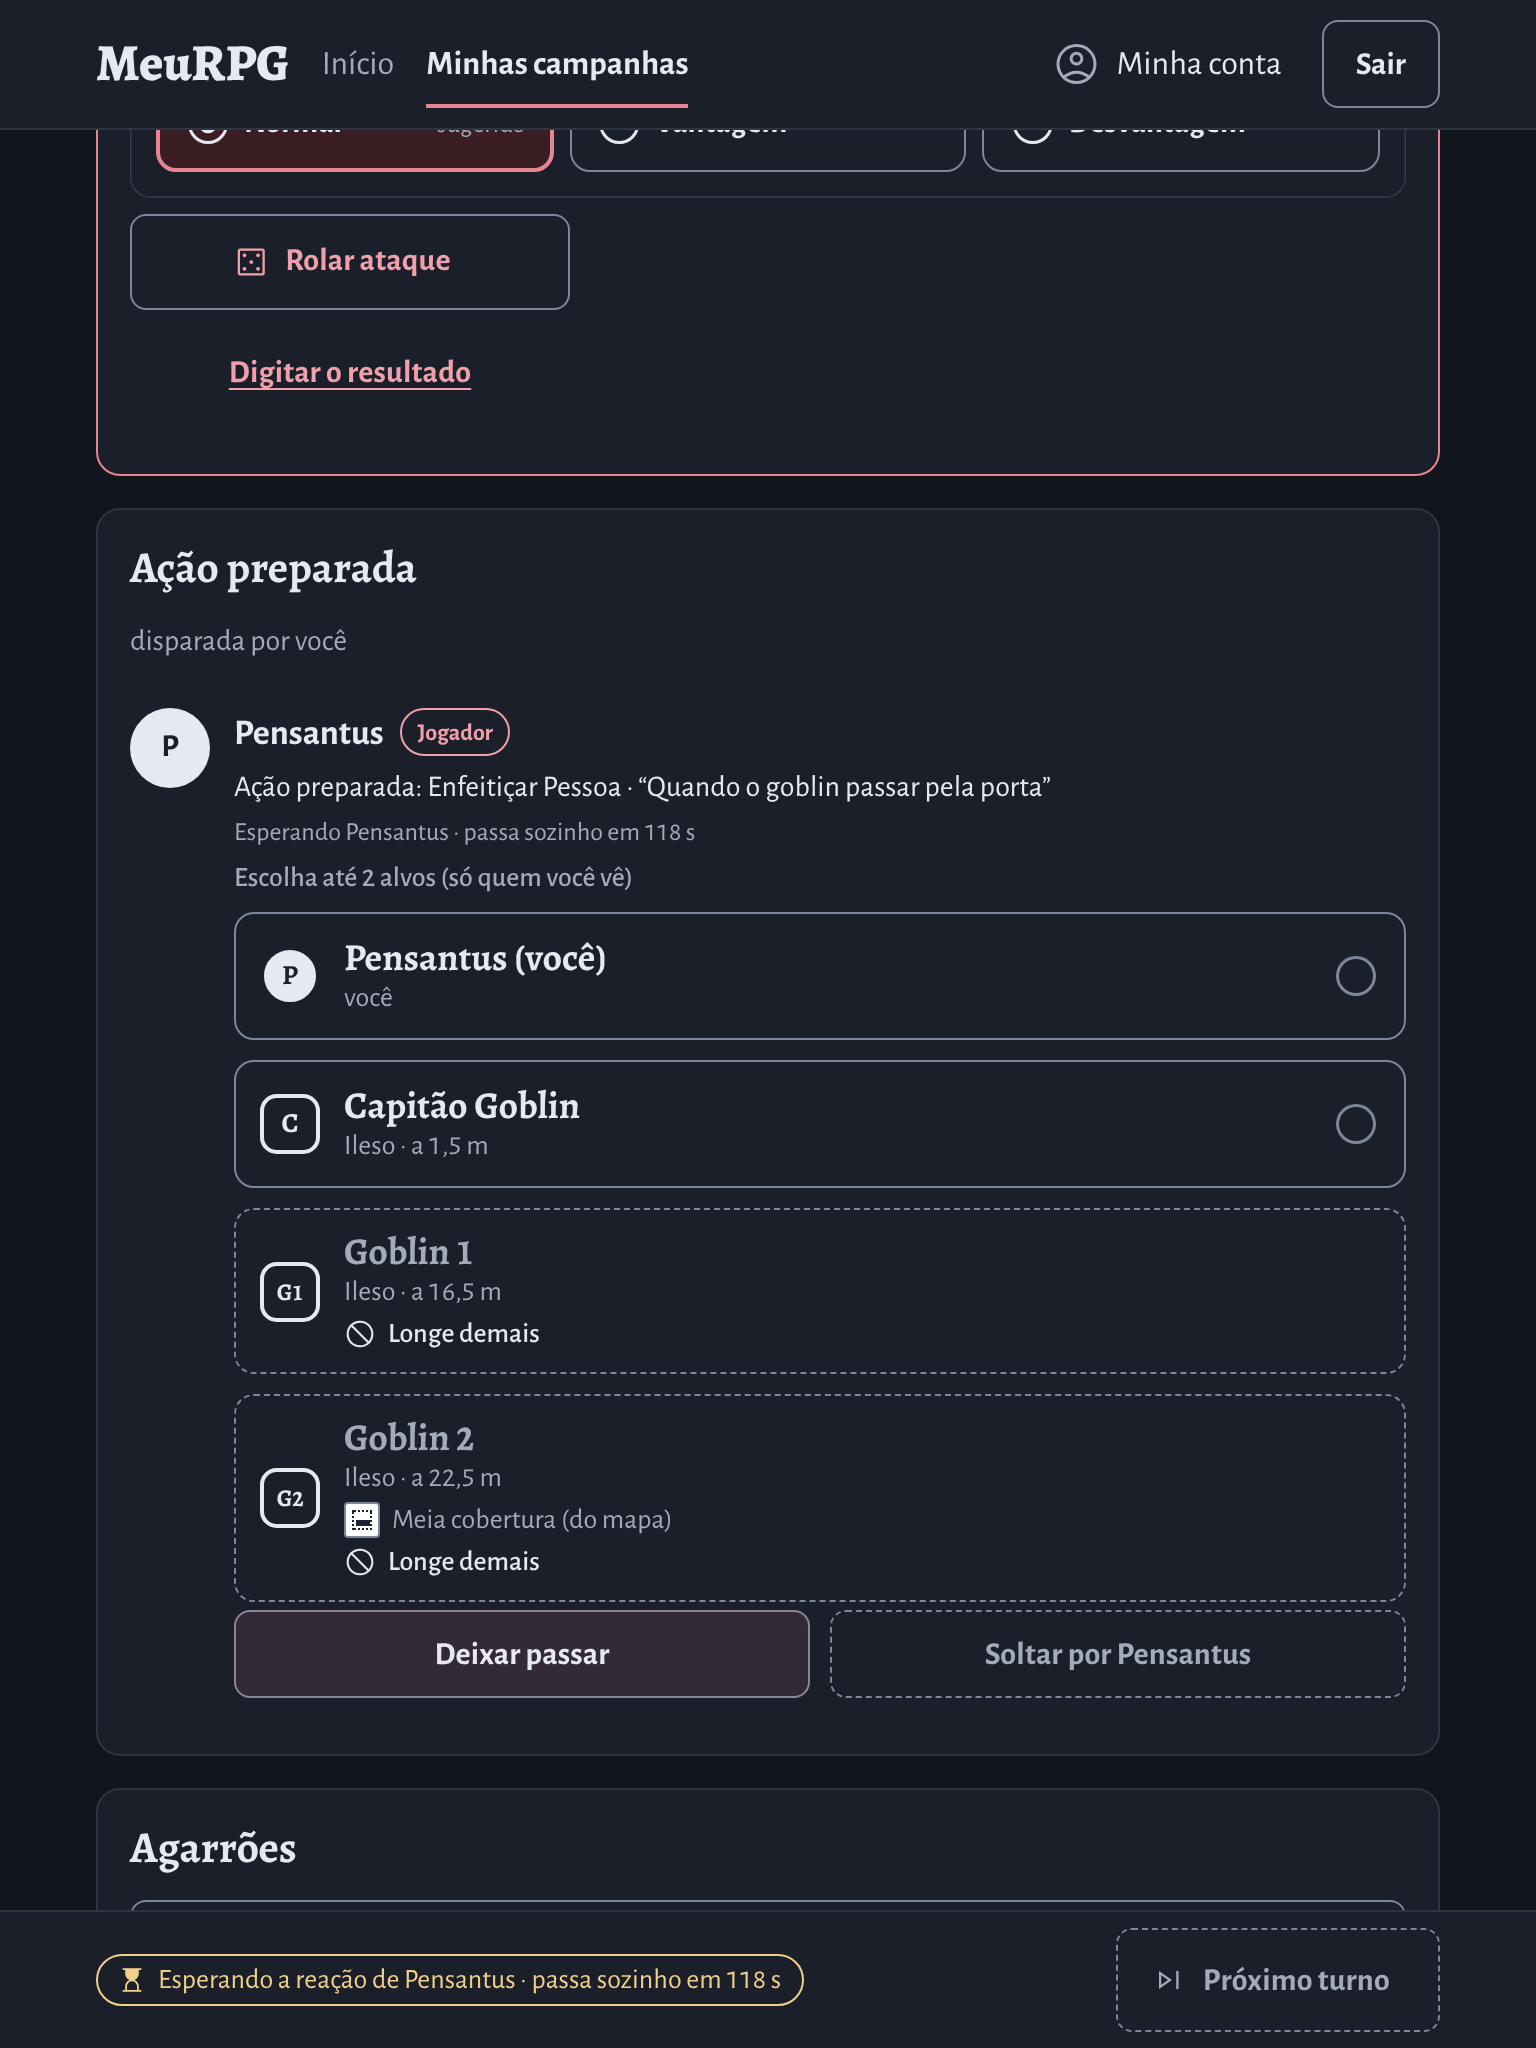 MeuRPG Início Minhas campanhas Minha conta Sair
Normal sugerido Vantagem Desvantagem
Rolar ataque
Digitar o resultado
Ação preparada
disparada por você
P Pensantus Jogador
Ação preparada: Enfeitiçar Pessoa · “Quando o goblin passar pela porta”
Esperando Pensantus · passa sozinho em 118 s
Escolha até 2 alvos (só quem você vê)
P Pensantus (você)
você
C Capitão Goblin
Ileso · a 1,5 m
Goblin 1
G1 Ileso · a 16,5 m
Longe demais
Goblin 2
Ileso · a 22,5 m
G2 Meia cobertura (do mapa)
Longe demais
Deixar passar Soltar por Pensantus
Agarrões
Esperando a reação de Pensantus · passa sozinho em 118 s Próximo turno